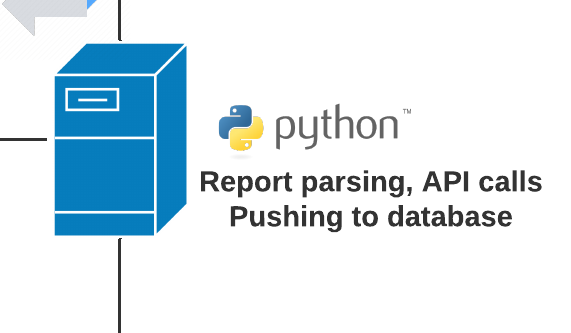 python™
Report parsing, API calls
Pushing to database